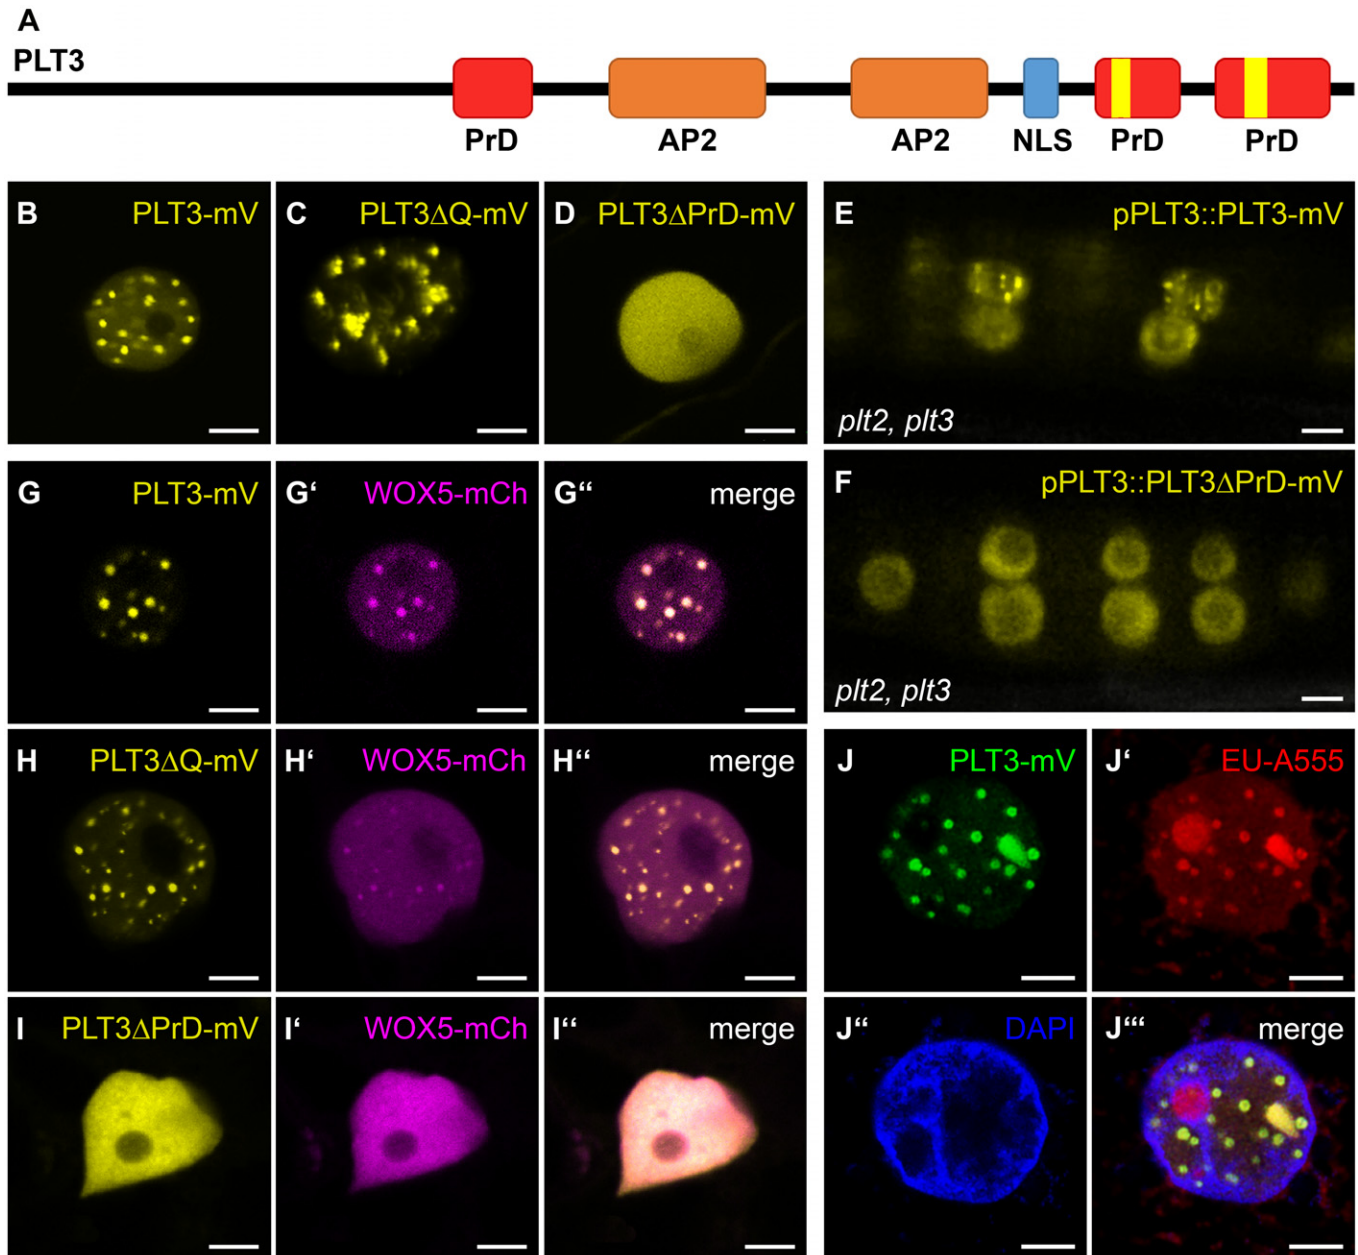 A
PLT3
PrD AP2 AP2 NLS PrD PrD
B PLT3-mV
C PLT3ΔQ-mV
D PLT3ΔPrD-mV
E pPLT3::PLT3-mV
plt2, plt3
F pPLT3::PLT3ΔPrD-mV
plt2, plt3
G PLT3-mV
G‘ WOX5-mCh
G“ merge
H PLT3ΔQ-mV
H‘ WOX5-mCh
H“ merge
I PLT3ΔPrD-mV
I‘ WOX5-mCh
I“ merge
J PLT3-mV
J‘ EU-A555
J“ DAPI
J“‘ merge